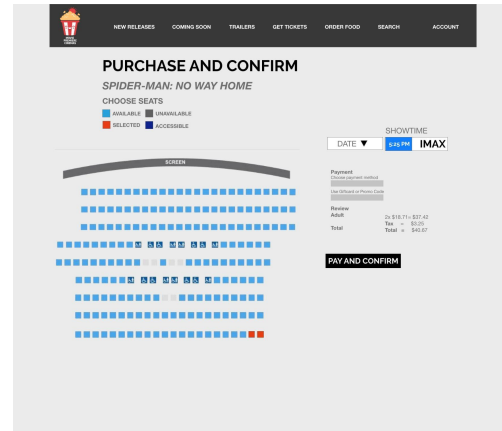 NEW RELEASES COMING SOON TRAILERS GET TICKETS ORDER FOOD SEARCH ACCOUNT
PURCHASE AND CONFIRM
SPIDER-MAN: NO WAY HOME
CHOOSE SEATS
AVAILABLE UNAVAILABLE
SELECTED ACCESSIBLE
SCREEN
SHOWTIME
DATE ▼ 5:25 PM IMAX
Payment
Choose payment method
Use Giftcard or Promo Code
Review
Adult 2x $18.71= $37.42
Tax = $3.25
Total Total = $40.67
PAY AND CONFIRM